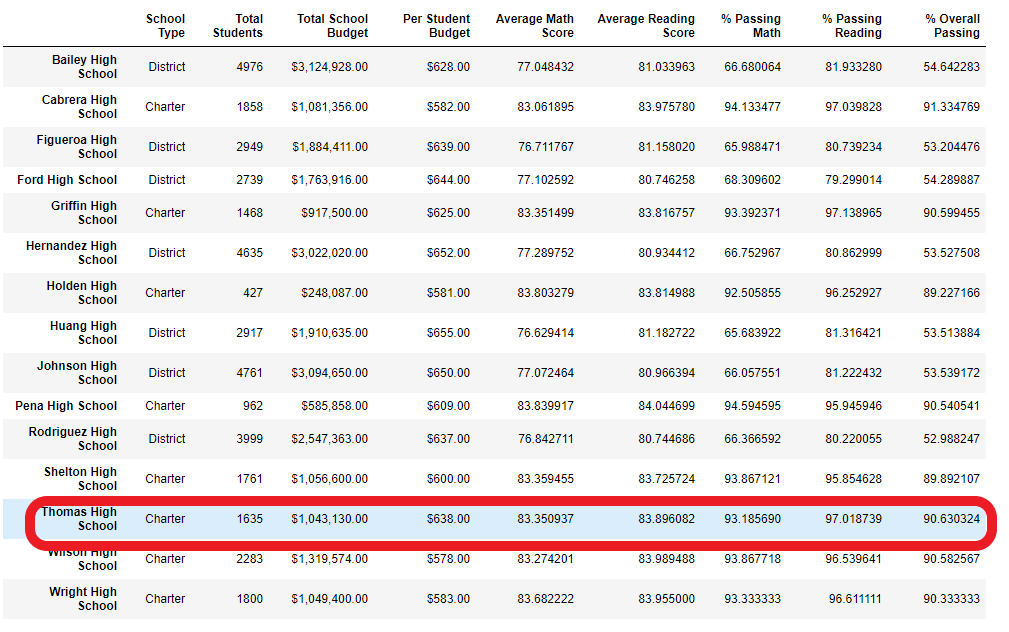 School Type Total Students Total School Budget Per Student Budget Average Math Score Average Reading Score % Passing Math % Passing Reading % Overall Passing
Bailey High School District 4976 $3,124,928.00 $628.00 77.048432 81.033963 66.680064 81.933280 54.642283
Cabrera High School Charter 1858 $1,081,356.00 $582.00 83.061895 83.975780 94.133477 97.039828 91.334769
Figueroa High School District 2949 $1,884,411.00 $639.00 76.711767 81.158020 65.988471 80.739234 53.204476
Ford High School District 2739 $1,763,916.00 $644.00 77.102592 80.746258 68.309602 79.299014 54.289887
Griffin High School Charter 1468 $917,500.00 $625.00 83.351499 83.816757 93.392371 97.138965 90.599455
Hernandez High School District 4635 $3,022,020.00 $652.00 77.289752 80.934412 66.752967 80.862999 53.527508
Holden High School Charter 427 $248,087.00 $581.00 83.803279 83.814988 92.505855 96.252927 89.227166
Huang High School District 2917 $1,910,635.00 $655.00 76.629414 81.182722 65.683922 81.316421 53.513884
Johnson High School District 4761 $3,094,650.00 $650.00 77.072464 80.966394 66.057551 81.222432 53.539172
Pena High School Charter 962 $585,858.00 $609.00 83.839917 84.044699 94.594595 95.945946 90.540541
Rodriguez High School District 3999 $2,547,363.00 $637.00 76.842711 80.744686 66.366592 80.220055 52.988247
Shelton High School Charter 1761 $1,056,600.00 $600.00 83.359455 83.725724 93.867121 95.854628 89.892107
Thomas High School Charter 1635 $1,043,130.00 $638.00 83.350937 83.896082 93.185690 97.018739 90.630324
Wilson High School Charter 2283 $1,319,574.00 $578.00 83.274201 83.989488 93.867718 96.539641 90.582567
Wright High School Charter 1800 $1,049,400.00 $583.00 83.682222 83.955000 93.333333 96.611111 90.333333